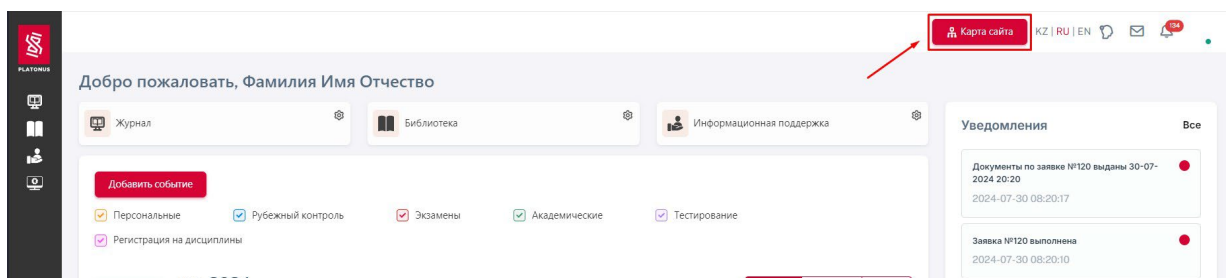 Карта сайта KZ | RU | EN 134
PLATONUS
Добро пожаловать, Фамилия Имя Отчество
Журнал Библиотека Информационная поддержка
Уведомления Все
Добавить событие
Персональные Рубежный контроль Экзамены Академические Тестирование
Регистрация на дисциплины
Документы по заявке №120 выданы 30-07-
2024 20:20
2024-07-30 08:20:17
Заявка №120 выполнена
2024-07-30 08:20:10